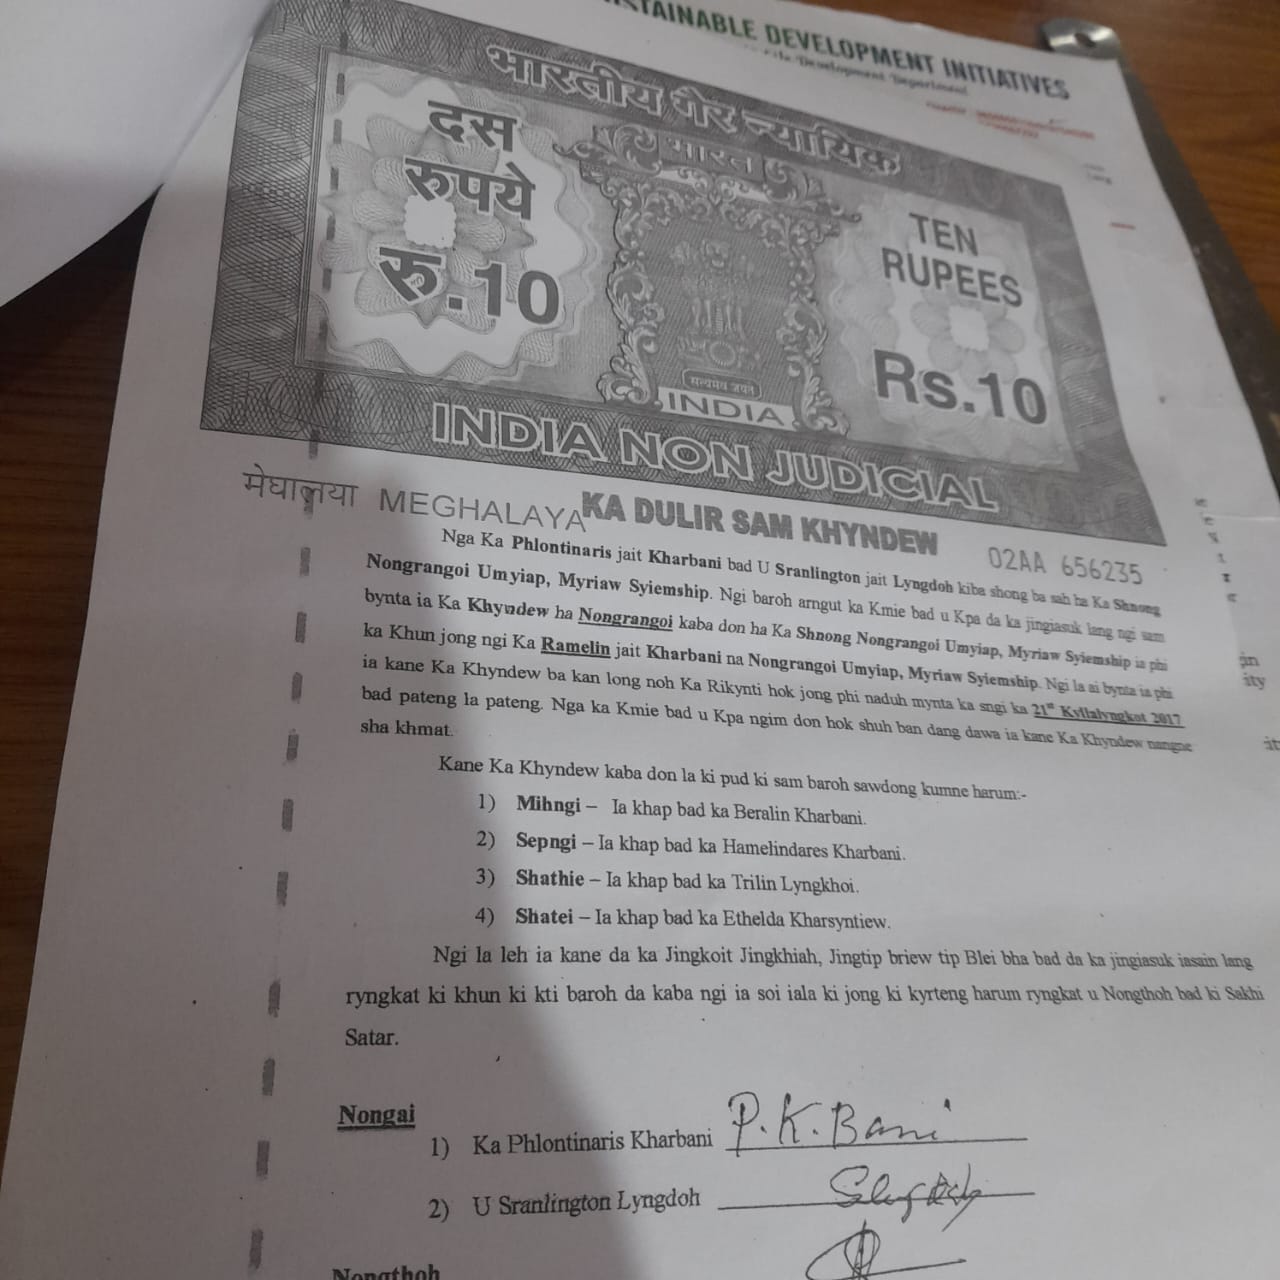 STAINABLE DEVELOPMENT INITIATIVES
Development Department
भारतीय गैर न्यायिक
दस
रुपये
रु.10
भारत
सत्यमेव जयते
INDIA
TEN
RUPEES
Rs.10
INDIA NON JUDICIAL
मेघालया MEGHALAYA
02AA 656235
KA DULIR SAM KHYNDEW
Nga Ka Phlontinaris jait Kharbani bad U Sranlington jait Lyngdoh kiba shong ba sah ha Ka Shnong
Nongrangoi Umyiap, Myriaw Syiemship. Ngi baroh arngut ka Kmie bad u Kpa da ka jingiasuk lang ngi sam
bynta ia Ka Khyndew ha Nongrangoi kaba don ha Ka Shnong Nongrangoi Umyiap, Myriaw Syiemship ia phi
ka Khun jong ngi Ka Ramelin jait Kharbani na Nongrangoi Umyiap, Myriaw Syiemship. Ngi la ai bynta ia phi
ia kane Ka Khyndew ba kan long noh Ka Rikynti hok jong phi naduh mynta ka sngi ka 21st Kyllalyngkot 2017
bad pateng la pateng. Nga ka Kmie bad u Kpa ngim don hok shuh ban dang dawa ia kane Ka Khyndew nangne
sha khmat.
Kane Ka Khyndew kaba don la ki pud ki sam baroh sawdong kumne harum:-
1) Mihngi – Ia khap bad ka Beralin Kharbani.
2) Sepngi – Ia khap bad ka Hamelindares Kharbani.
3) Shathie – Ia khap bad ka Trilin Lyngkhoi.
4) Shatei – Ia khap bad ka Ethelda Kharsyntiew.
Ngi la leh ia kane da ka Jingkoit Jingkhiah, Jingtip briew tip Blei bha bad da ka jingiasuk iasain lang
ryngkat ki khun ki kti baroh da kaba ngi ia soi iala ki jong ki kyrteng harum ryngkat u Nongthoh bad ki Sakhi
Satar.
Nongai
1) Ka Phlontinaris Kharbani P.K.Bani
2) U Sranlington Lyngdoh
Nongthoh